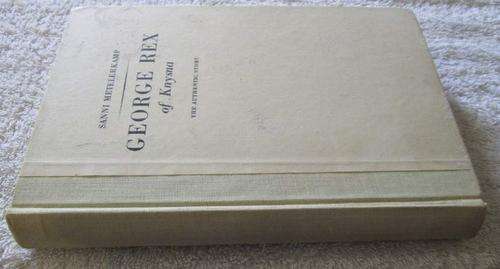 SANNI METELERKAMP
GEORGE REX
of Knysna
THE AUTHENTIC STORY